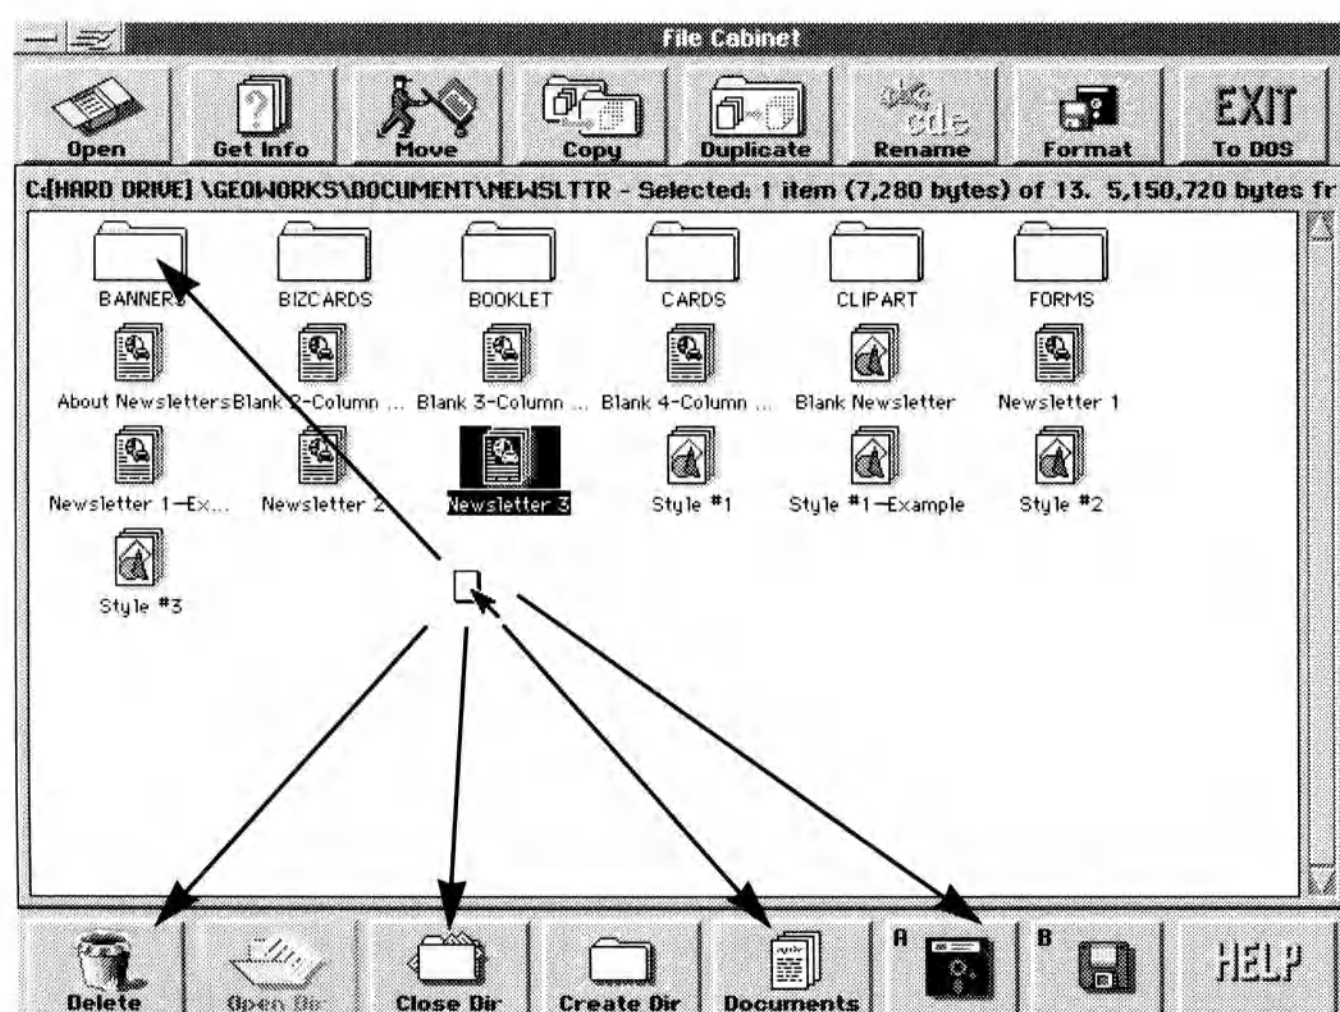 File Cabinet
Open Get Info Move Copy Duplicate Rename Format EXIT To DOS
C:[HARD DRIVE] \GEOWORKS\DOCUMENT\NEWSLTTR - Selected: 1 item (7,280 bytes) of 13. 5,150,720 bytes fr
BANNERS BIZCARDS BOOKLET CARDS CLIPART FORMS
About Newsletters Blank 2-Column ... Blank 3-Column ... Blank 4-Column ... Blank Newsletter Newsletter 1
Newsletter 1-Ex... Newsletter 2 Newsletter 3 Style #1 Style #1-Example Style #2
Style #3
A B HELP
Delete Open Dir Close Dir Create Dir Documents